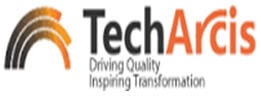 TechArcis
Driving Quality
Inspiring Transformation